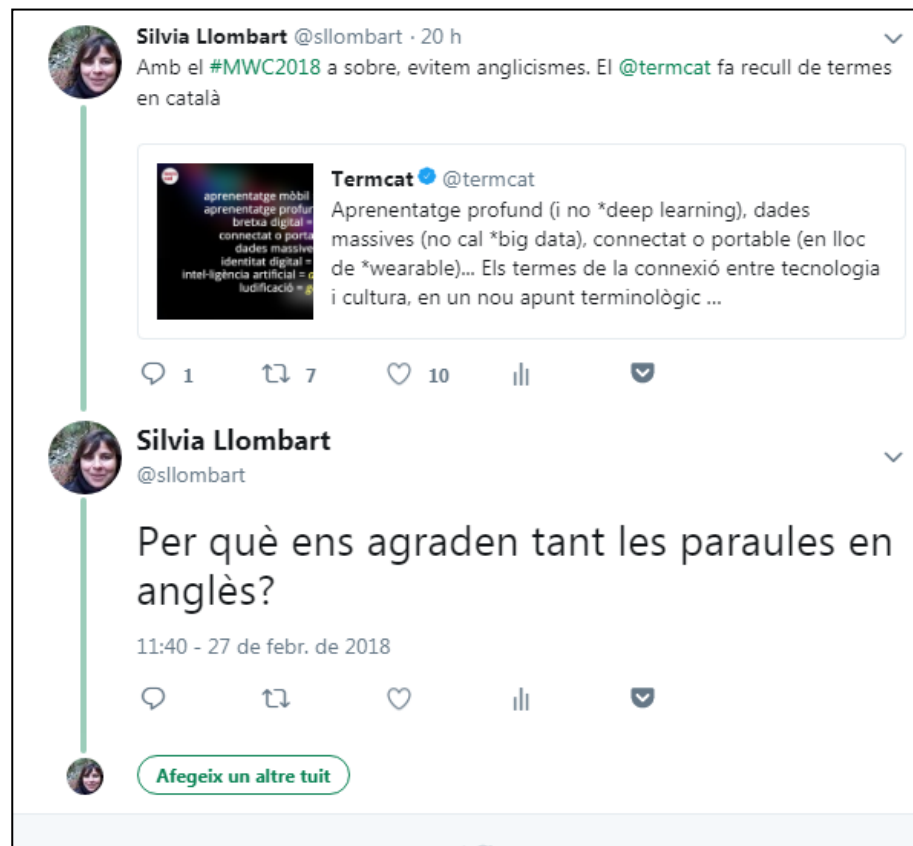 Silvia Llombart @sllombart · 20 h
Amb el #MWC2018 a sobre, evitem anglicismes. El @termcat fa recull de termes
en català
aprenentatge mòbil
aprenentatge profun
bretxa digital =
connectat o porta
dades massive
identitat digital =
intel·ligència artificial =
ludificació =
Termcat @termcat
Aprenentatge profund (i no *deep learning), dades
massives (no cal *big data), connectat o portable (en lloc
de *wearable)... Els termes de la connexió entre tecnologia
i cultura, en un nou apunt terminològic ...
1 7 10
Silvia Llombart
@sllombart
Per què ens agraden tant les paraules en
anglès?
11:40 - 27 de febr. de 2018
Afegeix un altre tuit